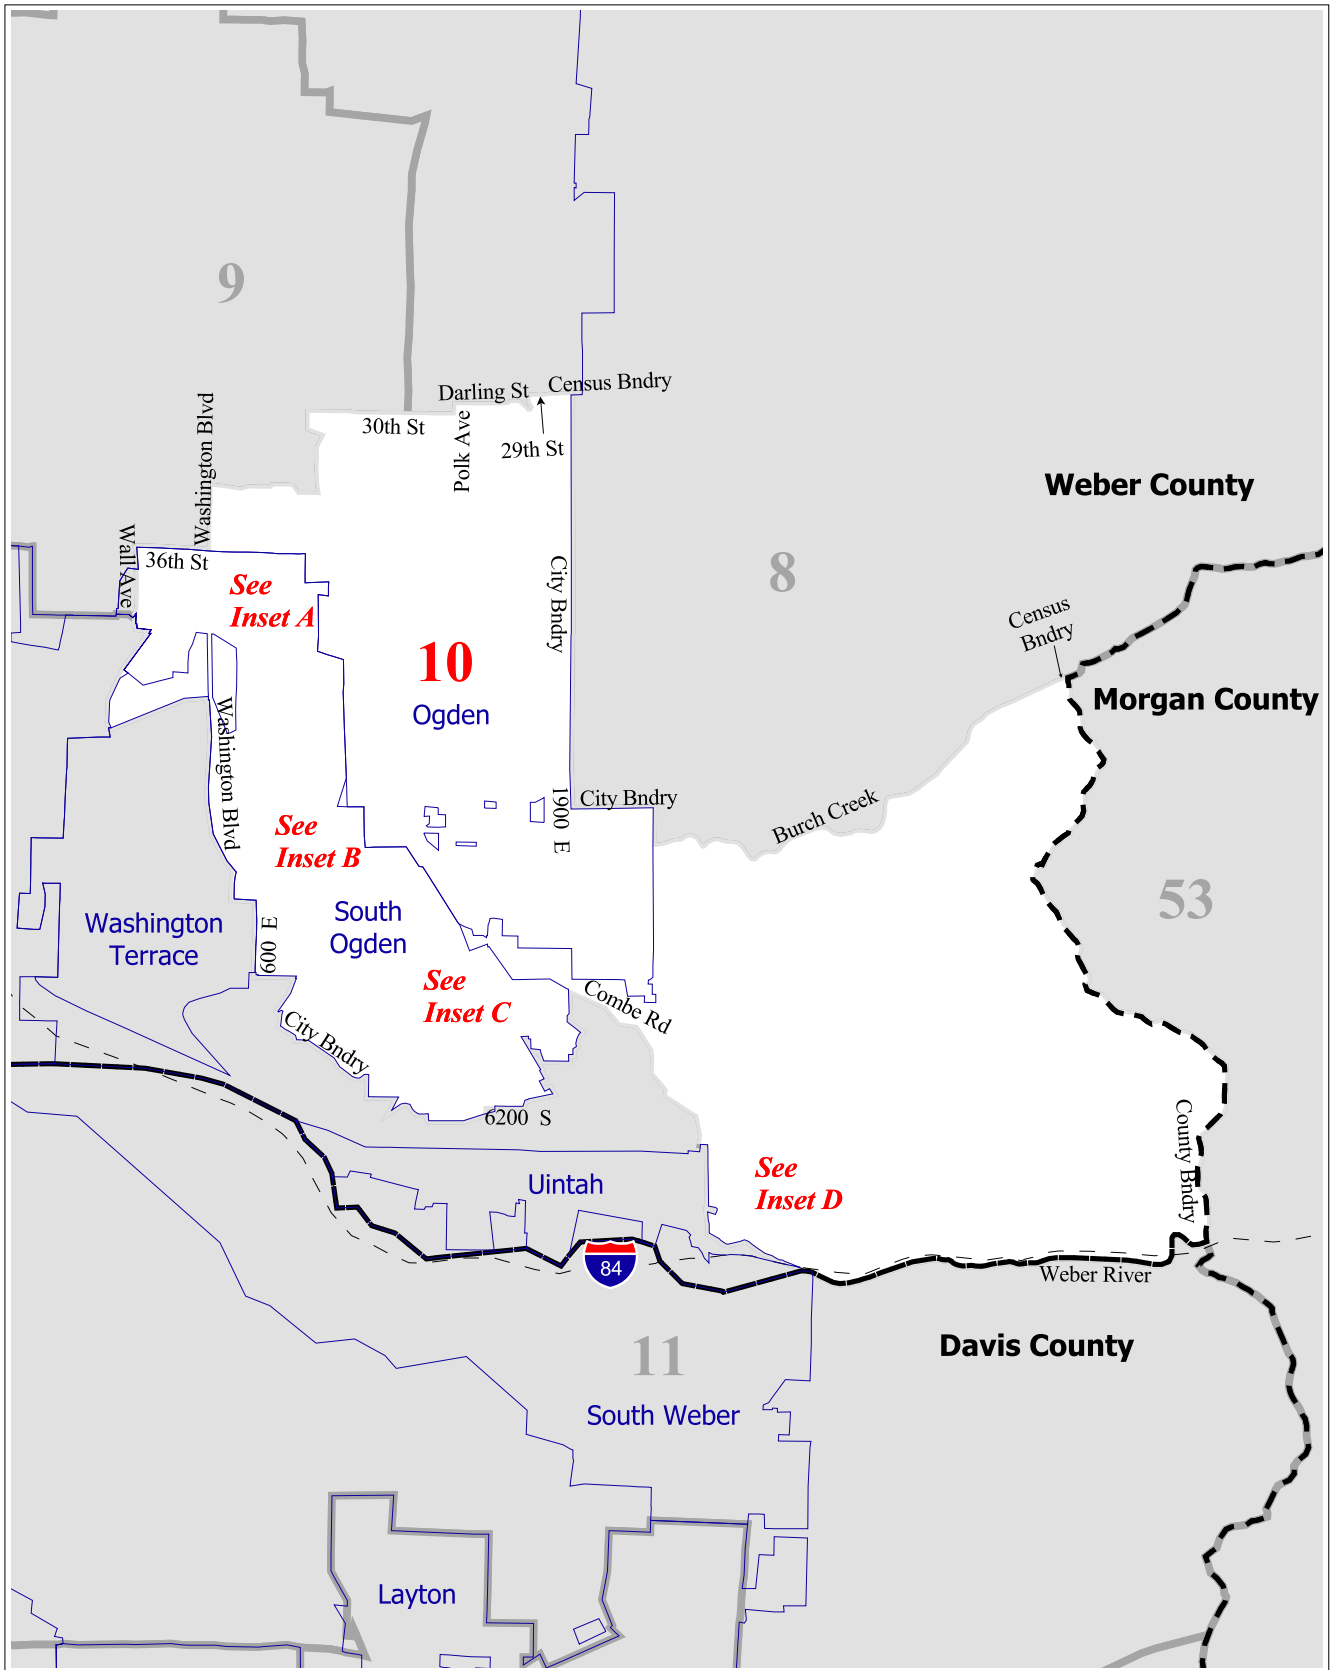 9
Darling St
Census Bndry
Washington Blvd
30th St
Polk Ave
29th St
Weber County
Wall Ave
36th St
See
Inset A
City Bndry
8
Census
Bndry
10
Ogden
Morgan County
Washington Blvd
1900 E
City Bndry
Burch Creek
See
Inset B
53
Washington
Terrace
600 E
South
Ogden
See
Inset C
Combe Rd
City Bndry
6200 S
County Bndry
See
Inset D
Uintah
84
Weber River
11
Davis County
South Weber
Layton